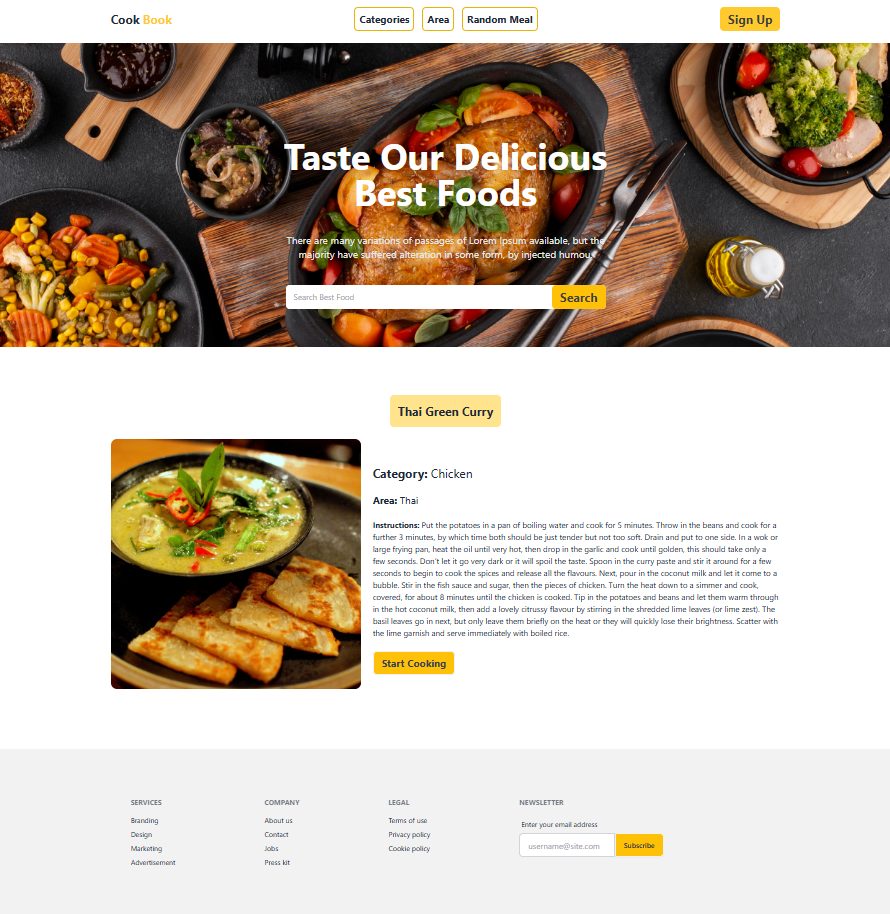 Cook Book
Categories
Area
Random Meal
Sign Up
Taste Our Delicious
Best Foods
There are many variations of passages of Lorem Ipsum available, but the
majority have suffered alteration in some form, by injected humour
Search Best Food
Search
Thai Green Curry
Category: Chicken
Area: Thai
Instructions: Put the potatoes in a pan of boiling water and cook for 5 minutes. Throw in the beans and cook for a
further 3 minutes, by which time both should be just tender but not too soft. Drain and put to one side. In a wok or
large frying pan, heat the oil until very hot, then drop in the garlic and cook until golden, this should take only a
few seconds. Don't let it go very dark or it will spoil the taste. Spoon in the curry paste and stir it around for a few
seconds to begin to cook the spices and release all the flavours. Next, pour in the coconut milk and let it come to a
bubble. Stir in the fish sauce and sugar, then the pieces of chicken. Turn the heat down to a simmer and cook,
covered, for about 8 minutes until the chicken is cooked. Tip in the potatoes and beans and let them warm through
in the hot coconut milk, then add a lovely citrussy flavour by stirring in the shredded lime leaves (or lime zest). The
basil leaves go in next, but only leave them briefly on the heat or they will quickly lose their brightness. Scatter with
the lime garnish and serve immediately with boiled rice.
Start Cooking
SERVICES
Branding
Design
Marketing
Advertisement
COMPANY
About us
Contact
Jobs
Press kit
LEGAL
Terms of use
Privacy policy
Cookie policy
NEWSLETTER
Enter your email address
username@site.com
Subscribe